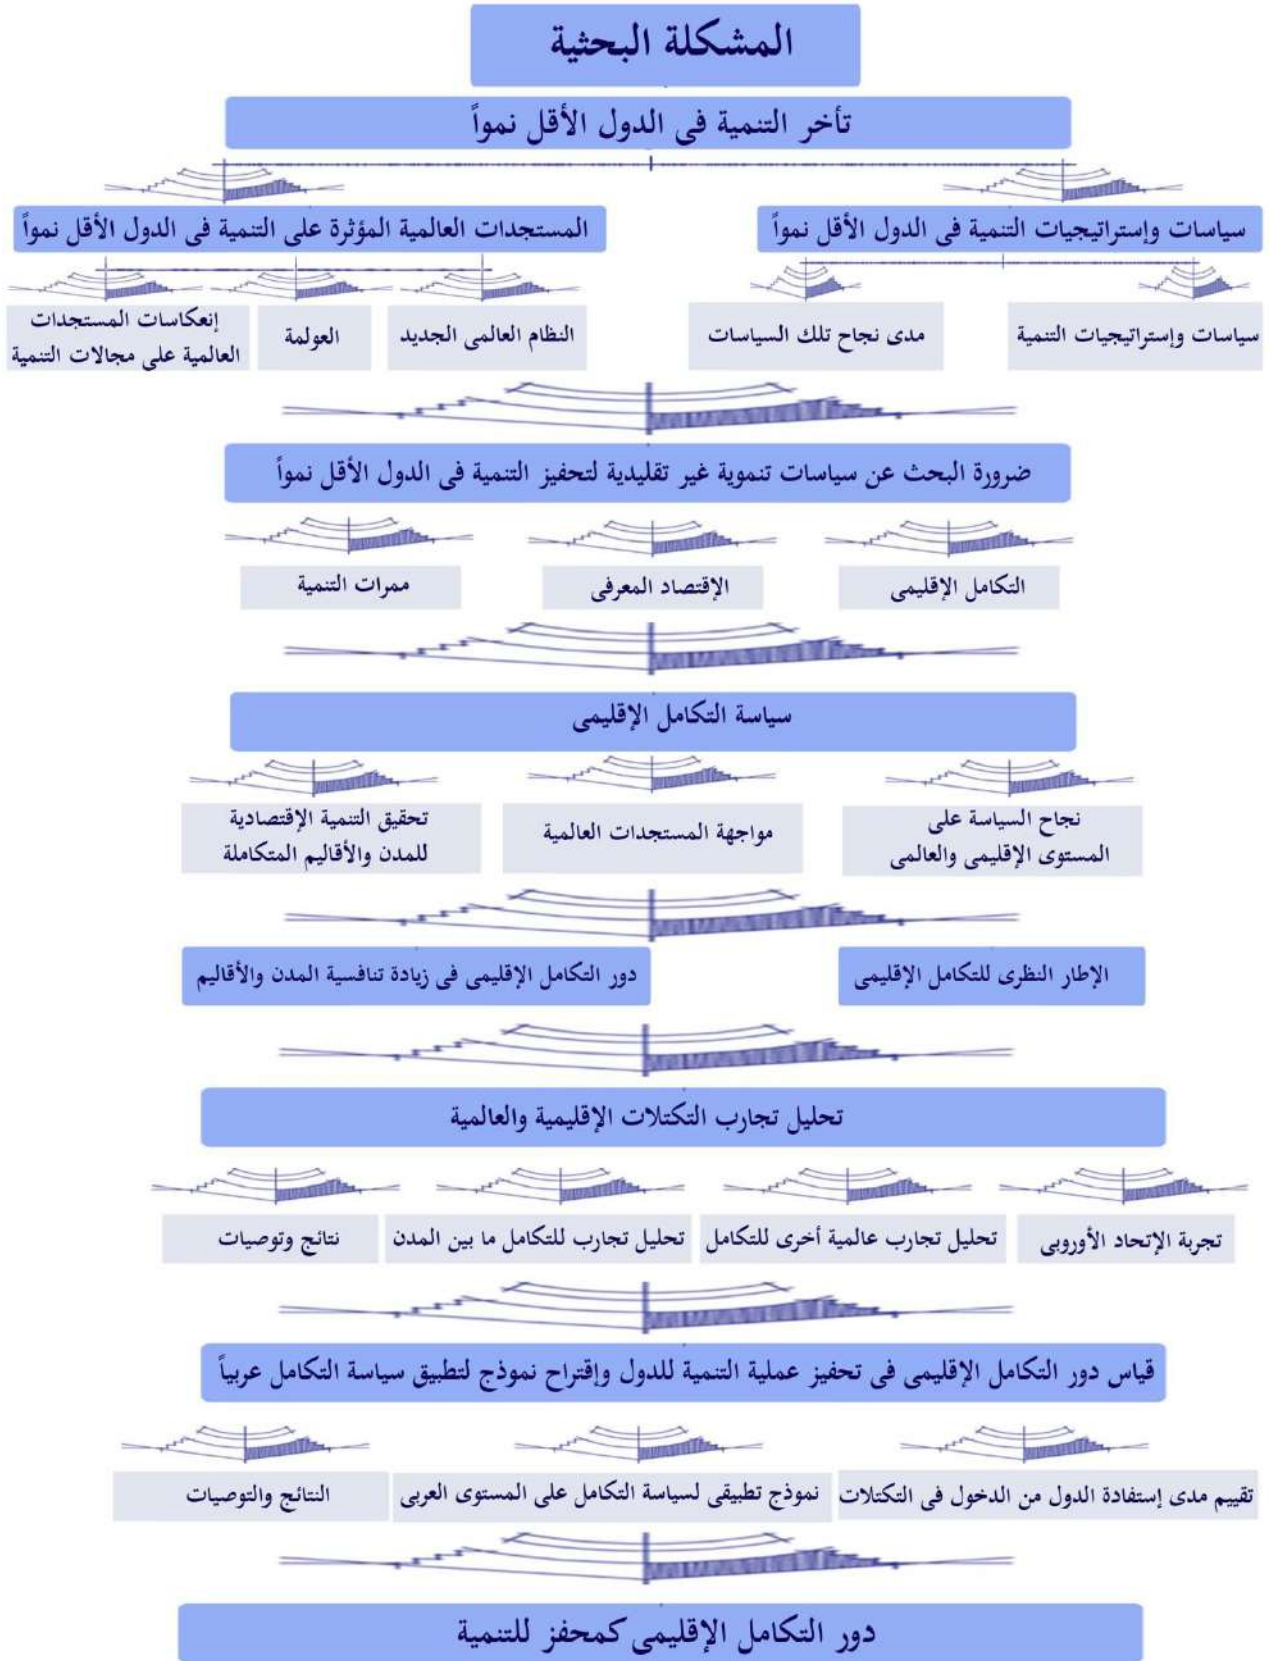 المشكلة البحثية
تأخر التنمية فى الدول الأقل نمواً
سياسات وإستراتيجيات التنمية فى الدول الأقل نمواً
المستجدات العالمية المؤثرة على التنمية فى الدول الأقل نمواً
سياسات وإستراتيجيات التنمية
مدى نجاح تلك السياسات
النظام العالمى الجديد
العولمة
إنعكاسات المستجدات
العالمية على مجالات التنمية
ضرورة البحث عن سياسات تنموية غير تقليدية لتحفيز التنمية فى الدول الأقل نمواً
التكامل الإقليمى
الإقتصاد المعرفى
ممرات التنمية
سياسة التكامل الإقليمى
نجاح السياسة على
المستوى الإقليمى والعالمى
مواجهة المستجدات العالمية
تحقيق التنمية الإقتصادية
للمدن والأقاليم المتكاملة
الإطار النظرى للتكامل الإقليمى
دور التكامل الإقليمى فى زيادة تنافسية المدن والأقاليم
تحليل تجارب التكتلات الإقليمية والعالمية
تجربة الإتحاد الأوروبى
تحليل تجارب عالمية أخرى للتكامل
تحليل تجارب للتكامل ما بين المدن
نتائج وتوصيات
قياس دور التكامل الإقليمى فى تحفيز عملية التنمية للدول وإقتراح نموذج لتطبيق سياسة التكامل عربياً
تقييم مدى إستفادة الدول من الدخول فى التكتلات
نموذج تطبيقى لسياسة التكامل على المستوى العربى
النتائج والتوصيات
دور التكامل الإقليمى كمحفز للتنمية